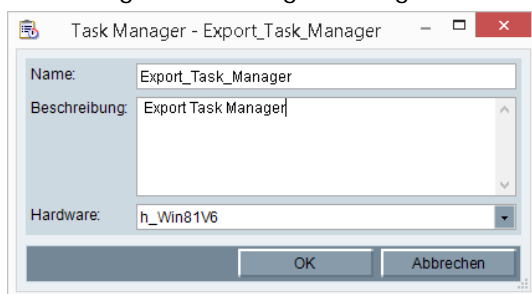 Task Manager - Export_Task_Manager
Name: Export_Task_Manager
Beschreibung: Export Task Manager
Hardware: h_Win81V6
OK Abbrechen